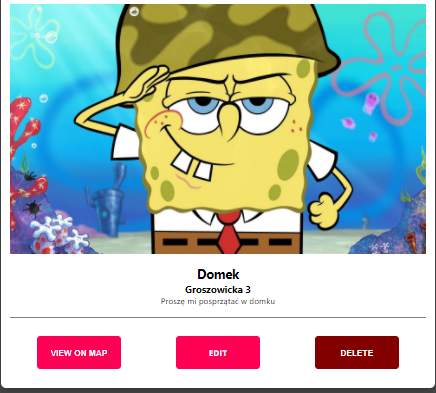 Domek
Groszowicka 3
Proszę mi posprzątać w domku
VIEW ON MAP
EDIT
DELETE